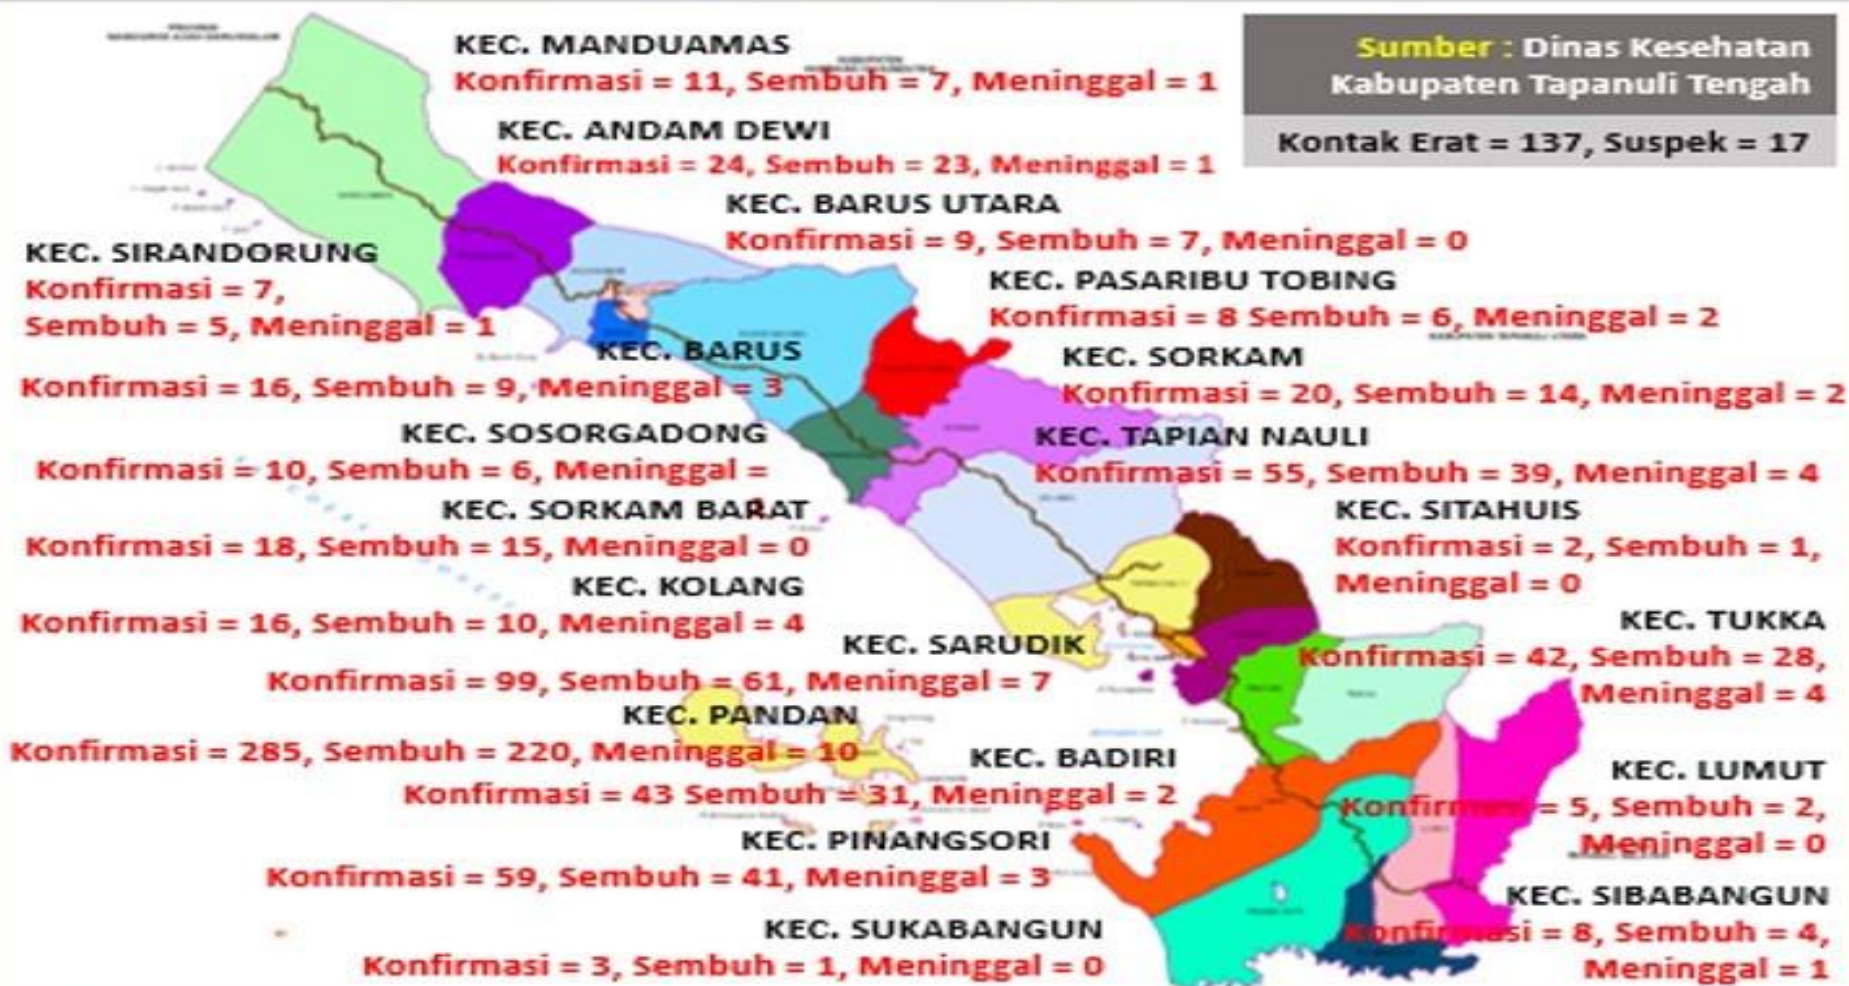 KEC. MANDUAMAS
Konfirmasi = 11, Sembuh = 7, Meninggal = 1
Sumber : Dinas Kesehatan
Kabupaten Tapanuli Tengah
Kontak Erat = 137, Suspek = 17
KEC. ANDAM DEWI
Konfirmasi = 24, Sembuh = 23, Meninggal = 1
KEC. BARUS UTARA
Konfirmasi = 9, Sembuh = 7, Meninggal = 0
KEC. SIRANDORUNG
Konfirmasi = 7,
Sembuh = 5, Meninggal = 1
KEC. PASARIBU TOBING
Konfirmasi = 8 Sembuh = 6, Meninggal = 2
KEC. BARUS
Konfirmasi = 16, Sembuh = 9, Meninggal = 3
KEC. SORKAM
Konfirmasi = 20, Sembuh = 14, Meninggal = 2
KEC. SOSORGADONG
Konfirmasi = 10, Sembuh = 6, Meninggal =
KEC. TAPIAN NAULI
Konfirmasi = 55, Sembuh = 39, Meninggal = 4
KEC. SORKAM BARAT
Konfirmasi = 18, Sembuh = 15, Meninggal = 0
KEC. SITAHUIS
Konfirmasi = 2, Sembuh = 1,
Meninggal = 0
KEC. KOLANG
Konfirmasi = 16, Sembuh = 10, Meninggal = 4
KEC. TUKKA
Konfirmasi = 42, Sembuh = 28,
Meninggal = 4
KEC. SARUDIK
Konfirmasi = 99, Sembuh = 61, Meninggal = 7
KEC. PANDAN
Konfirmasi = 285, Sembuh = 220, Meninggal = 10
KEC. BADIRI
Konfirmasi = 43 Sembuh = 31, Meninggal = 2
KEC. LUMUT
Konfirmasi = 5, Sembuh = 2,
Meninggal = 0
KEC. PINANGSORI
Konfirmasi = 59, Sembuh = 41, Meninggal = 3
KEC. SIBABANGUN
Konfirmasi = 8, Sembuh = 4,
Meninggal = 1
KEC. SUKABANGUN
Konfirmasi = 3, Sembuh = 1, Meninggal = 0